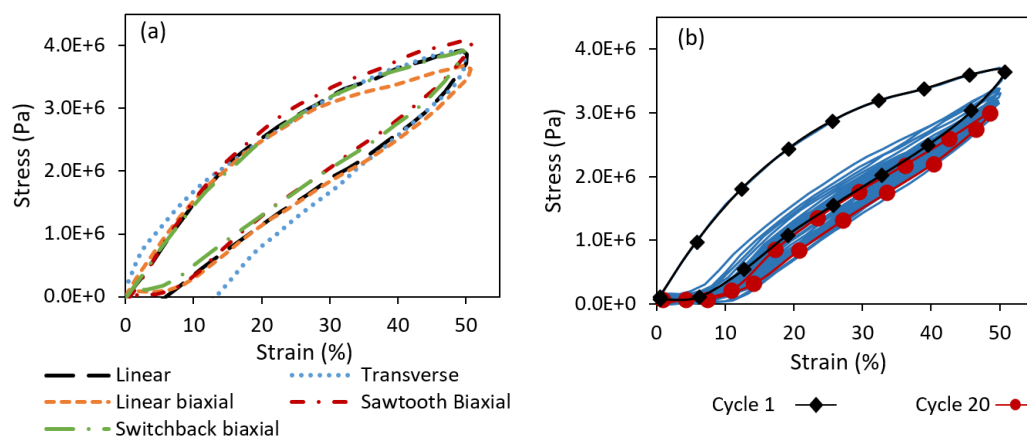 (a)
4.0E+6
3.0E+6
2.0E+6
1.0E+6
0.0E+0
Stress (Pa)
0 10 20 30 40 50
Strain (%)
Linear
Transverse
Linear biaxial
Sawtooth Biaxial
Switchback biaxial
(b)
4.0E+6
3.0E+6
2.0E+6
1.0E+6
0.0E+0
Stress (Pa)
0 10 20 30 40 50
Strain (%)
Cycle 1
Cycle 20